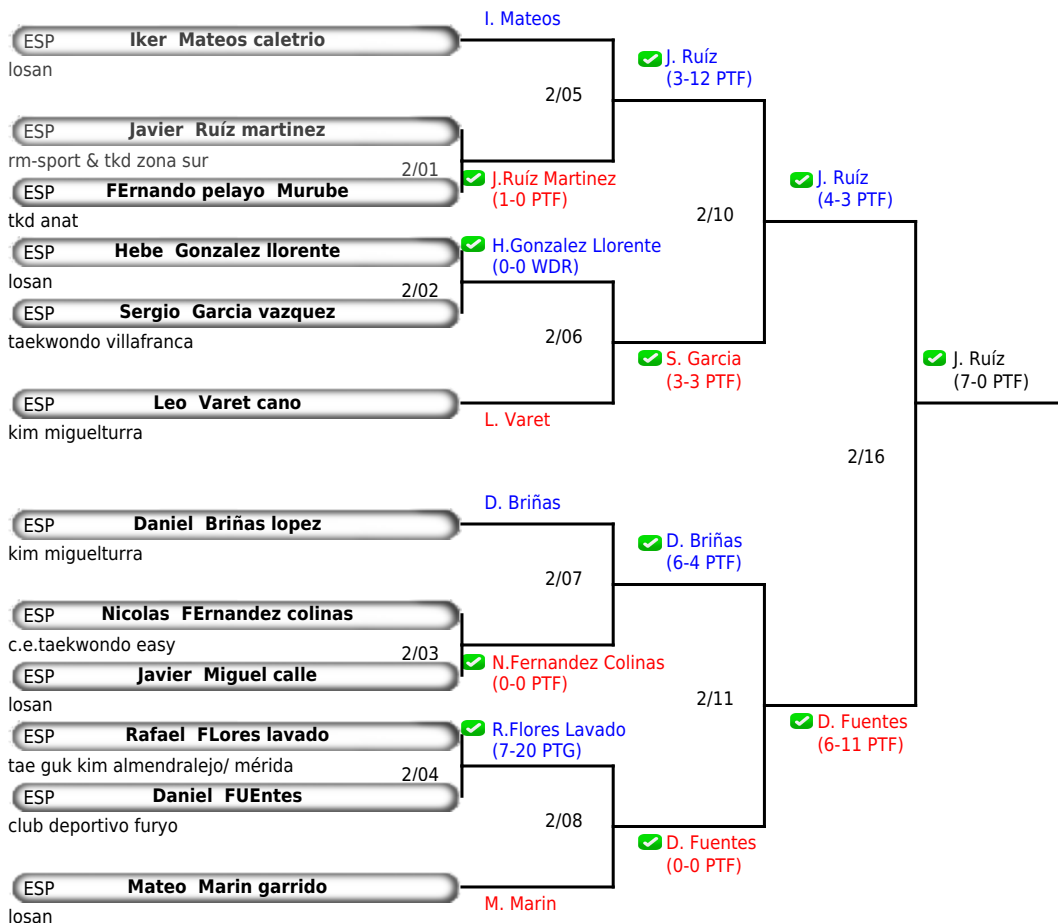 I. Mateos
ESP Iker Mateos caletrio
losan
J. Ruíz
(3-12 PTF)
2/05
ESP Javier Ruíz martinez
rm-sport & tkd zona sur
2/01
J.Ruíz Martinez
(1-0 PTF)
ESP FErnando pelayo Murube
tkd anat
J. Ruíz
(4-3 PTF)
2/10
ESP Hebe Gonzalez llorente
losan
H.Gonzalez Llorente
(0-0 WDR)
2/02
ESP Sergio Garcia vazquez
taekwondo villafranca
2/06
S. Garcia
(3-3 PTF)
J. Ruíz
(7-0 PTF)
ESP Leo Varet cano
kim miguelturra
L. Varet
2/16
D. Briñas
ESP Daniel Briñas lopez
kim miguelturra
D. Briñas
(6-4 PTF)
2/07
ESP Nicolas FErnandez colinas
c.e.taekwondo easy
2/03
N.Fernandez Colinas
(0-0 PTF)
ESP Javier Miguel calle
losan
2/11
D. Fuentes
(6-11 PTF)
ESP Rafael FLores lavado
tae guk kim almendralejo/ mérida
R.Flores Lavado
(7-20 PTG)
2/04
ESP Daniel FUEntes
club deportivo furyo
2/08
D. Fuentes
(0-0 PTF)
ESP Mateo Marin garrido
losan
M. Marin